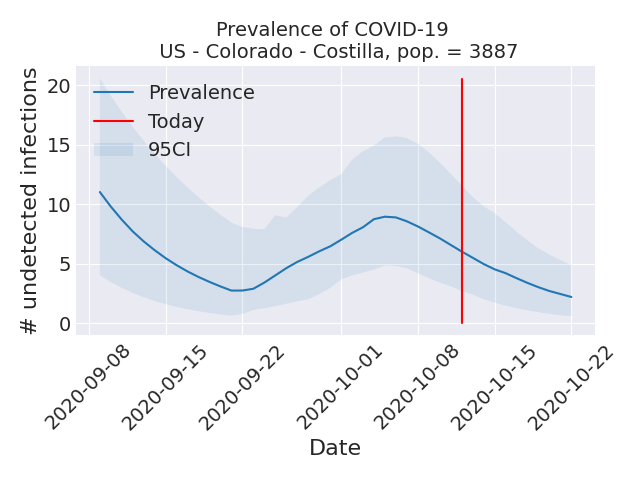 Prevalence of COVID-19
US - Colorado - Costilla, pop. = 3887
# undetected infections
20
15
10
5
0
Prevalence
Today
95CI
2020-09-08
2020-09-15
2020-09-22
2020-10-01
2020-10-08
2020-10-15
2020-10-22
Date